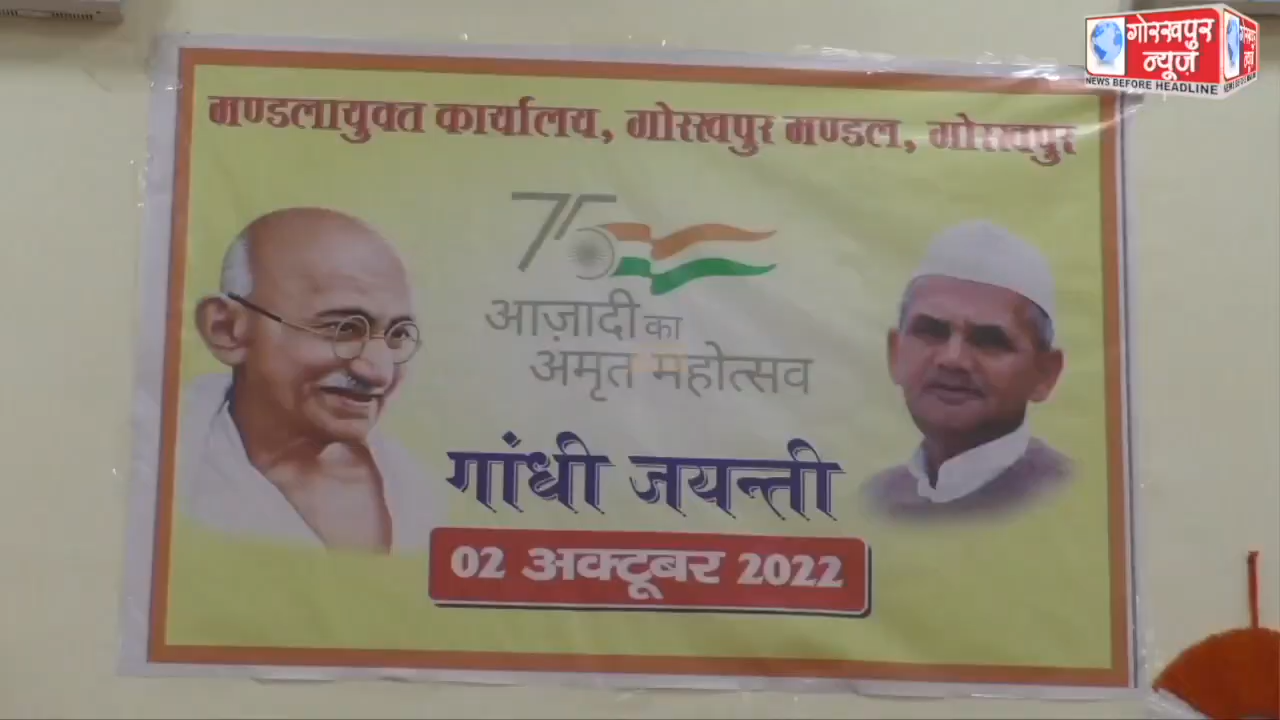 गोरखपुर
न्यूज़
NEWS BEFORE HEADLINE
मण्डलायुक्त कार्यालय, गोरखपुर मण्डल, गोरखपुर
75
आज़ादी का
अमृत महोत्सव
गांधी जयन्ती
02 अक्टूबर 2022